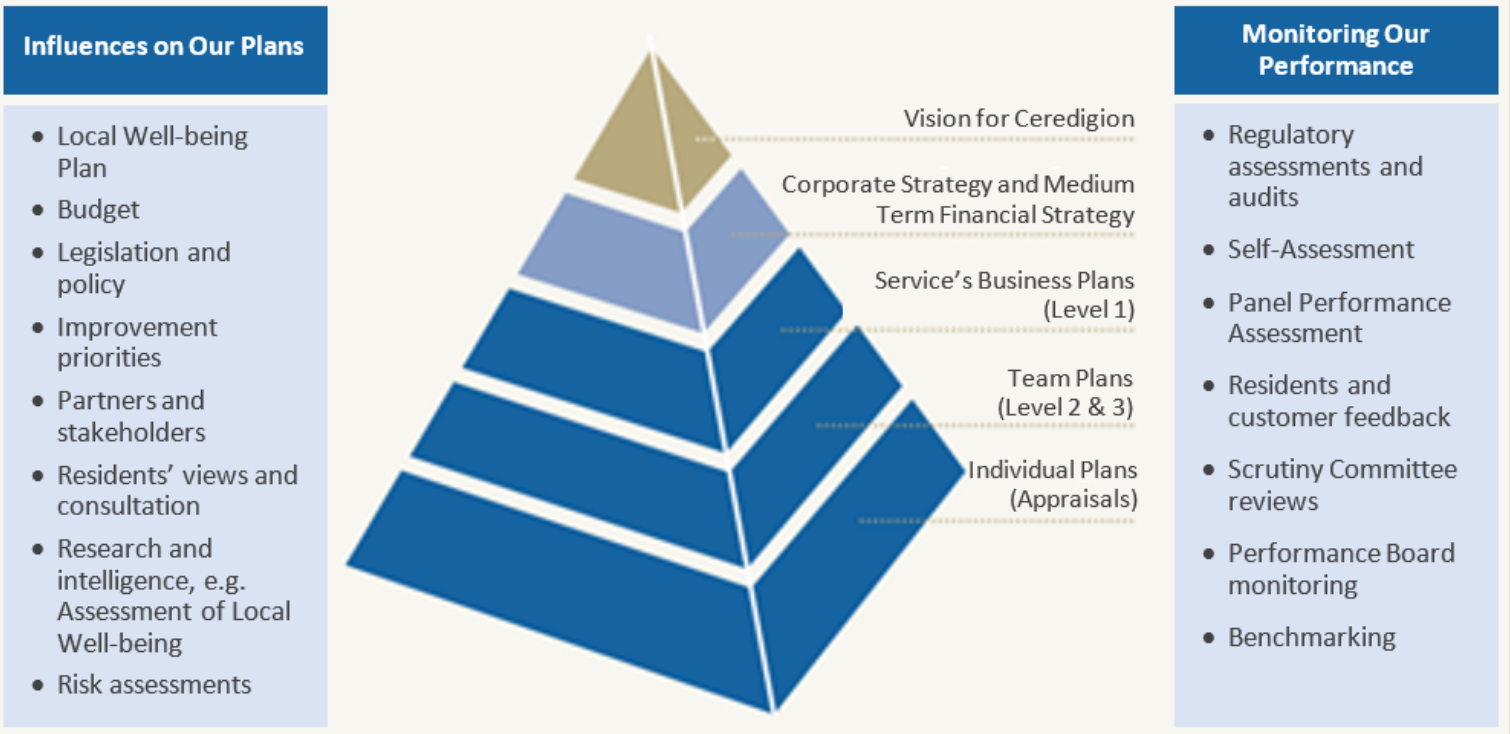 Influences on Our Plans
• Local Well-being
Plan
• Budget
• Legislation and
policy
• Improvement
priorities
• Partners and
stakeholders
• Residents’ views and
consultation
• Research and
intelligence, e.g.
Assessment of Local
Well-being
• Risk assessments
Vision for Ceredigion
Corporate Strategy and Medium
Term Financial Strategy
Service’s Business Plans
(Level 1)
Team Plans
(Level 2 & 3)
Individual Plans
(Appraisals)
Monitoring Our
Performance
• Regulatory
assessments and
audits
• Self-Assessment
• Panel Performance
Assessment
• Residents and
customer feedback
• Scrutiny Committee
reviews
• Performance Board
monitoring
• Benchmarking